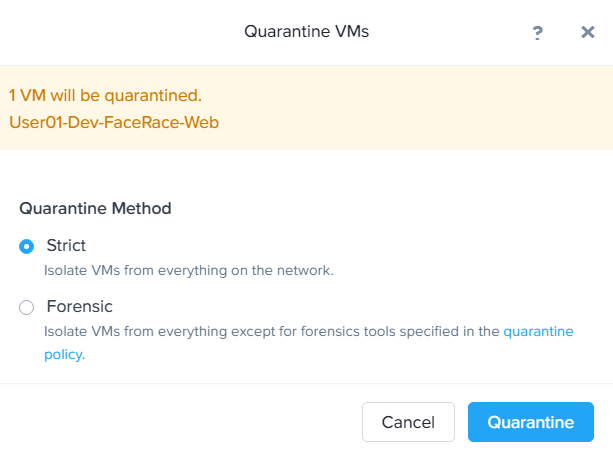 Quarantine VMs
?
1 VM will be quarantined.
User01-Dev-FaceRace-Web
Quarantine Method
Strict
Isolate VMs from everything on the network.
Forensic
Isolate VMs from everything except for forensics tools specified in the quarantine
policy.
Cancel
Quarantine